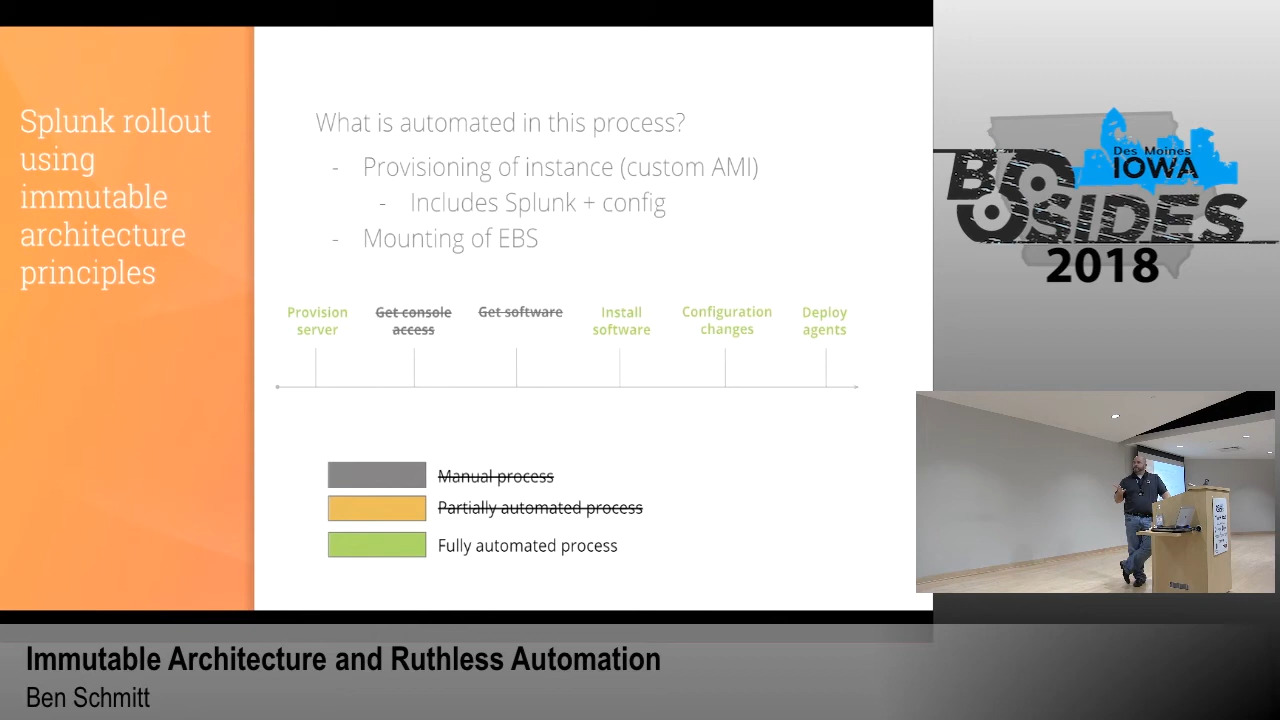 Splunk rollout
using
immutable
architecture
principles
What is automated in this process?
- Provisioning of instance (custom AMI)
- Includes Splunk + config
- Mounting of EBS
Provision
server
Get console
access
Get software
Install
software
Configuration
changes
Deploy
agents
Manual process
Partially automated process
Fully automated process
Des Moines
IOWA
BSIDES
2018
Immutable Architecture and Ruthless Automation
Ben Schmitt